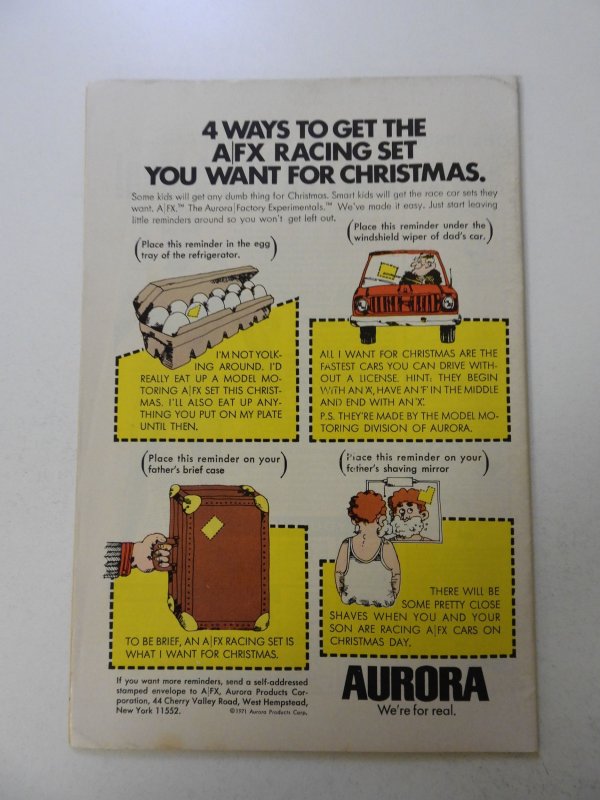 4 WAYS TO GET THE
A|FX RACING SET
YOU WANT FOR CHRISTMAS.
Some kids will get any dumb thing for Christmas. Smart kids will get the race car sets they
want. A|FX.™ The Aurora|Factory Experimentals.™ We've made it easy. Just start leaving
little reminders around so you won't get left out.
(Place this reminder in the egg
tray of the refrigerator.)
(Place this reminder under the
windshield wiper of dad's car.)
I'M NOT YOLK-
ING AROUND. I'D
REALLY EAT UP A MODEL MO-
TORING A|FX SET THIS CHRIST-
MAS. I'LL ALSO EAT UP ANY-
THING YOU PUT ON MY PLATE
UNTIL THEN.
ALL I WANT FOR CHRISTMAS ARE THE
FASTEST CARS YOU CAN DRIVE WITH-
OUT A LICENSE. HINT: THEY BEGIN
WITH AN 'A', HAVE AN 'F' IN THE MIDDLE
AND END WITH AN 'X'.
P.S. THEY'RE MADE BY THE MODEL MO-
TORING DIVISION OF AURORA.
(Place this reminder on your
father's brief case)
(Place this reminder on your
father's shaving mirror)
TO BE BRIEF, AN A|FX RACING SET IS
WHAT I WANT FOR CHRISTMAS.
THERE WILL BE
SOME PRETTY CLOSE
SHAVES WHEN YOU AND YOUR
SON ARE RACING A|FX CARS ON
CHRISTMAS DAY.
If you want more reminders, send a self-addressed
stamped envelope to A|FX, Aurora Products Cor-
poration, 44 Cherry Valley Road, West Hempstead,
New York 11552.
©1971 Aurora Products Corp.
AURORA
We're for real.